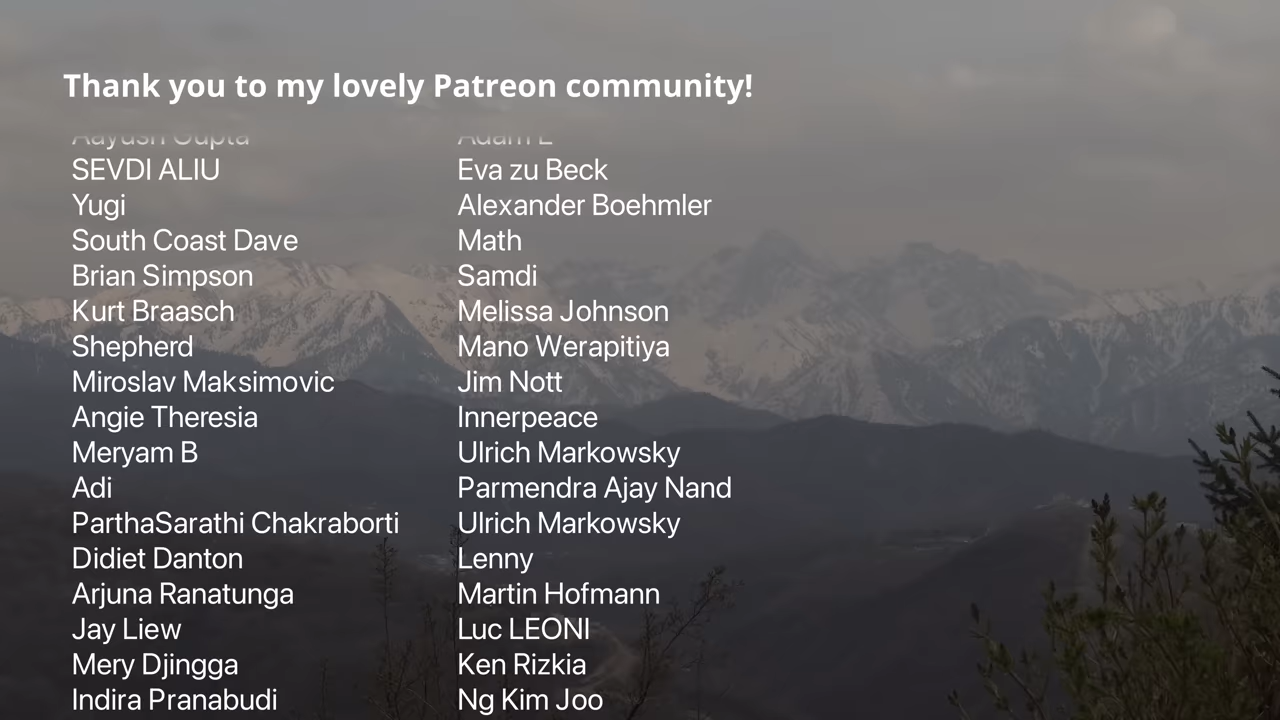 Thank you to my lovely Patreon community!
Aayush Gupta
Adam E
SEVDI ALIU
Eva zu Beck
Yugi
Alexander Boehmler
South Coast Dave
Math
Brian Simpson
Samdi
Kurt Braasch
Melissa Johnson
Shepherd
Mano Werapitiya
Miroslav Maksimovic
Jim Nott
Angie Theresia
Innerpeace
Meryam B
Ulrich Markowsky
Adi
Parmendra Ajay Nand
ParthaSarathi Chakraborti
Ulrich Markowsky
Didiet Danton
Lenny
Arjuna Ranatunga
Martin Hofmann
Jay Liew
Luc LEONI
Mery Djingga
Ken Rizkia
Indira Pranabudi
Ng Kim Joo